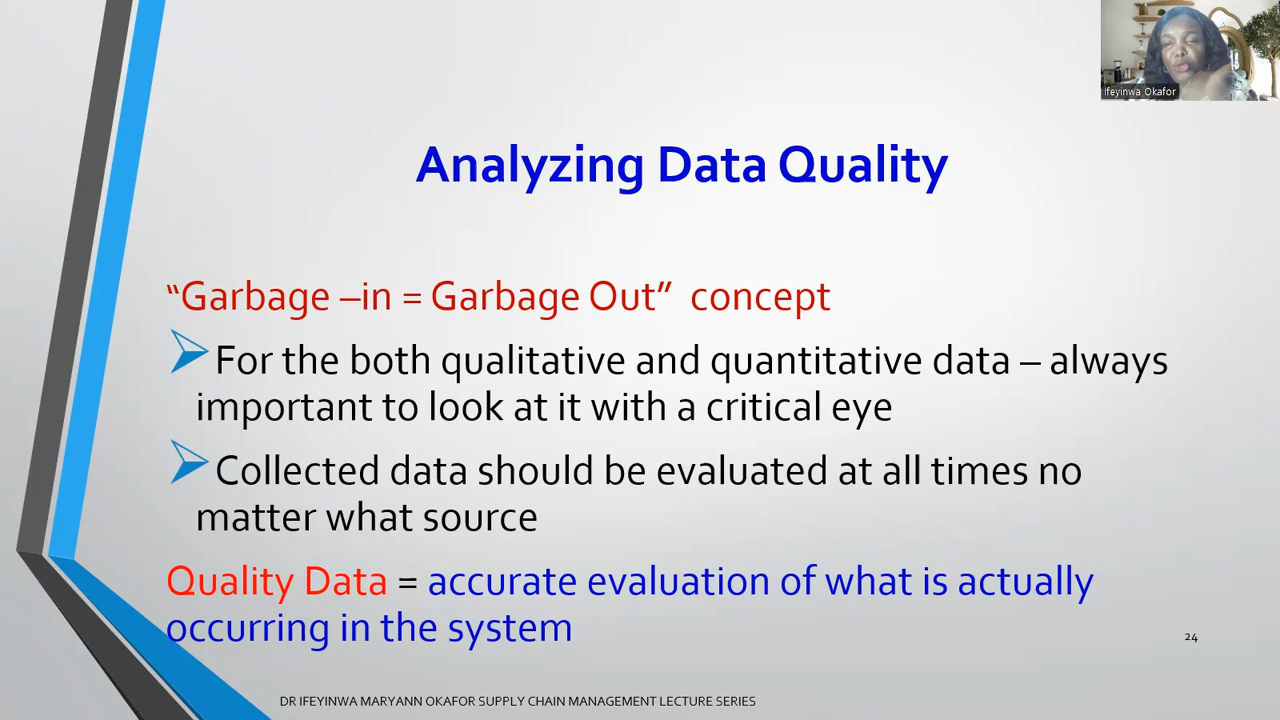 Ifeyinwa Okafor
Analyzing Data Quality
“Garbage –in = Garbage Out” concept
For the both qualitative and quantitative data – always
important to look at it with a critical eye
Collected data should be evaluated at all times no
matter what source
Quality Data = accurate evaluation of what is actually
occurring in the system
24
DR IFEYINWA MARYANN OKAFOR SUPPLY CHAIN MANAGEMENT LECTURE SERIES